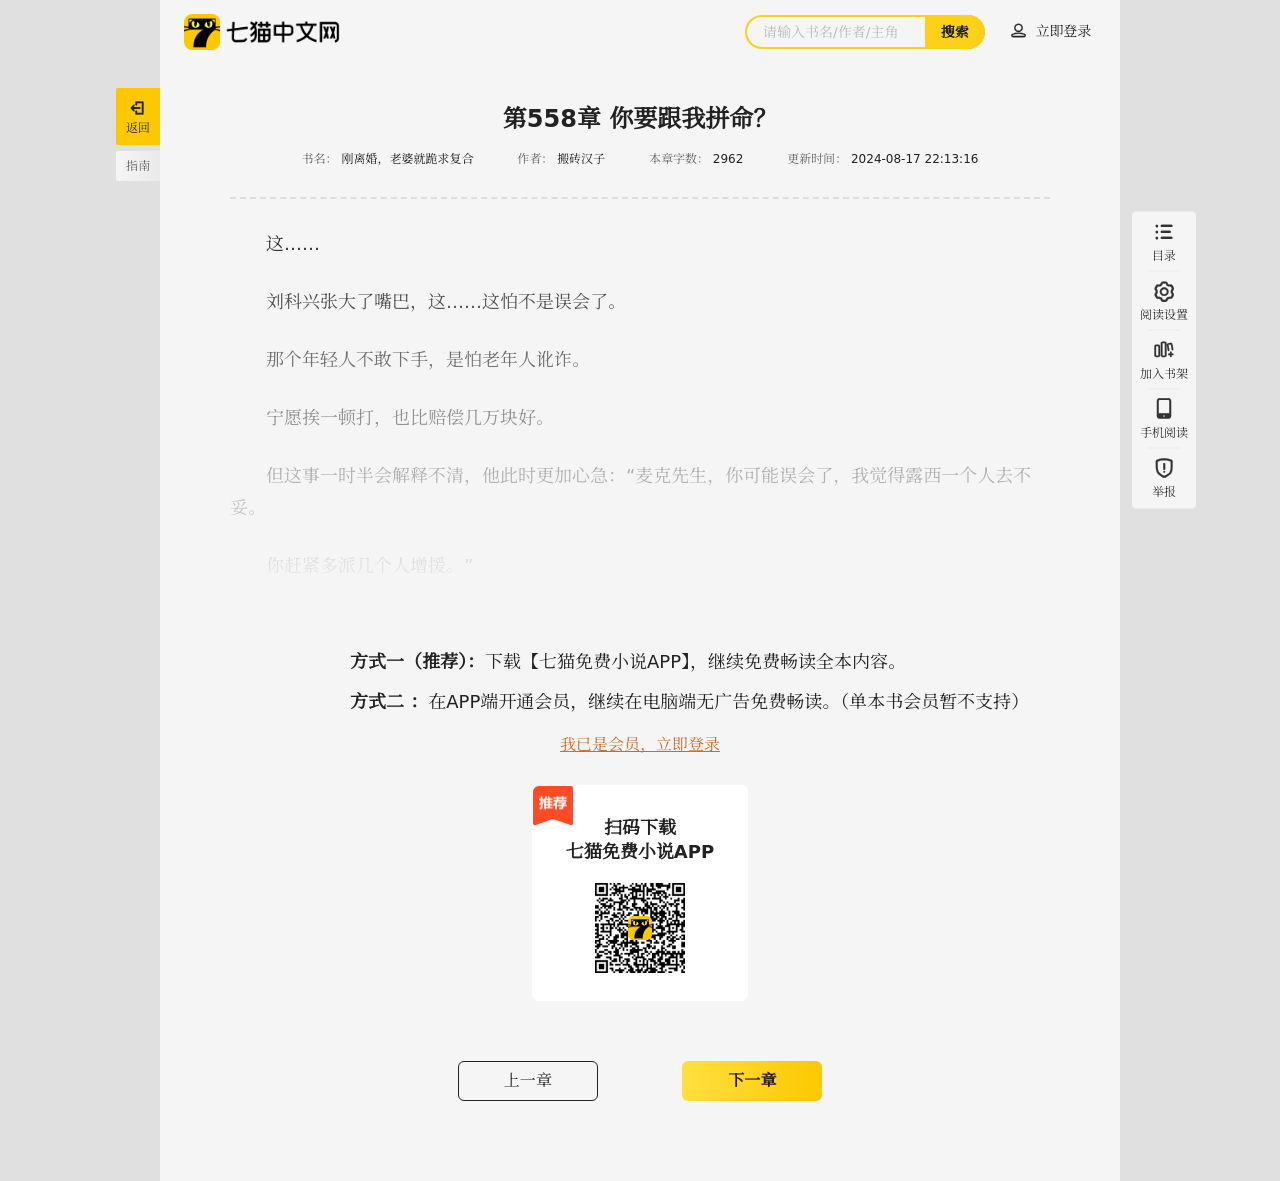 七猫中文网
请输入书名/作者/主角
搜索
立即登录
返回
指南
第558章 你要跟我拼命？
书名： 刚离婚，老婆就跪求复合 作者： 搬砖汉子 本章字数： 2962 更新时间： 2024-08-17 22:13:16
这……
刘科兴张大了嘴巴，这……这怕不是误会了。
那个年轻人不敢下手，是怕老年人讹诈。
宁愿挨一顿打，也比赔偿几万块好。
但这事一时半会解释不清，他此时更加心急：“麦克先生，你可能误会了，我觉得露西一个人去不
妥。
你赶紧多派几个人增援。”
目录
阅读设置
加入书架
手机阅读
举报
方式一（推荐）：下载【七猫免费小说APP】，继续免费畅读全本内容。
方式二 ：在APP端开通会员，继续在电脑端无广告免费畅读。（单本书会员暂不支持）
我已是会员，立即登录
推荐
扫码下载
七猫免费小说APP
上一章
下一章